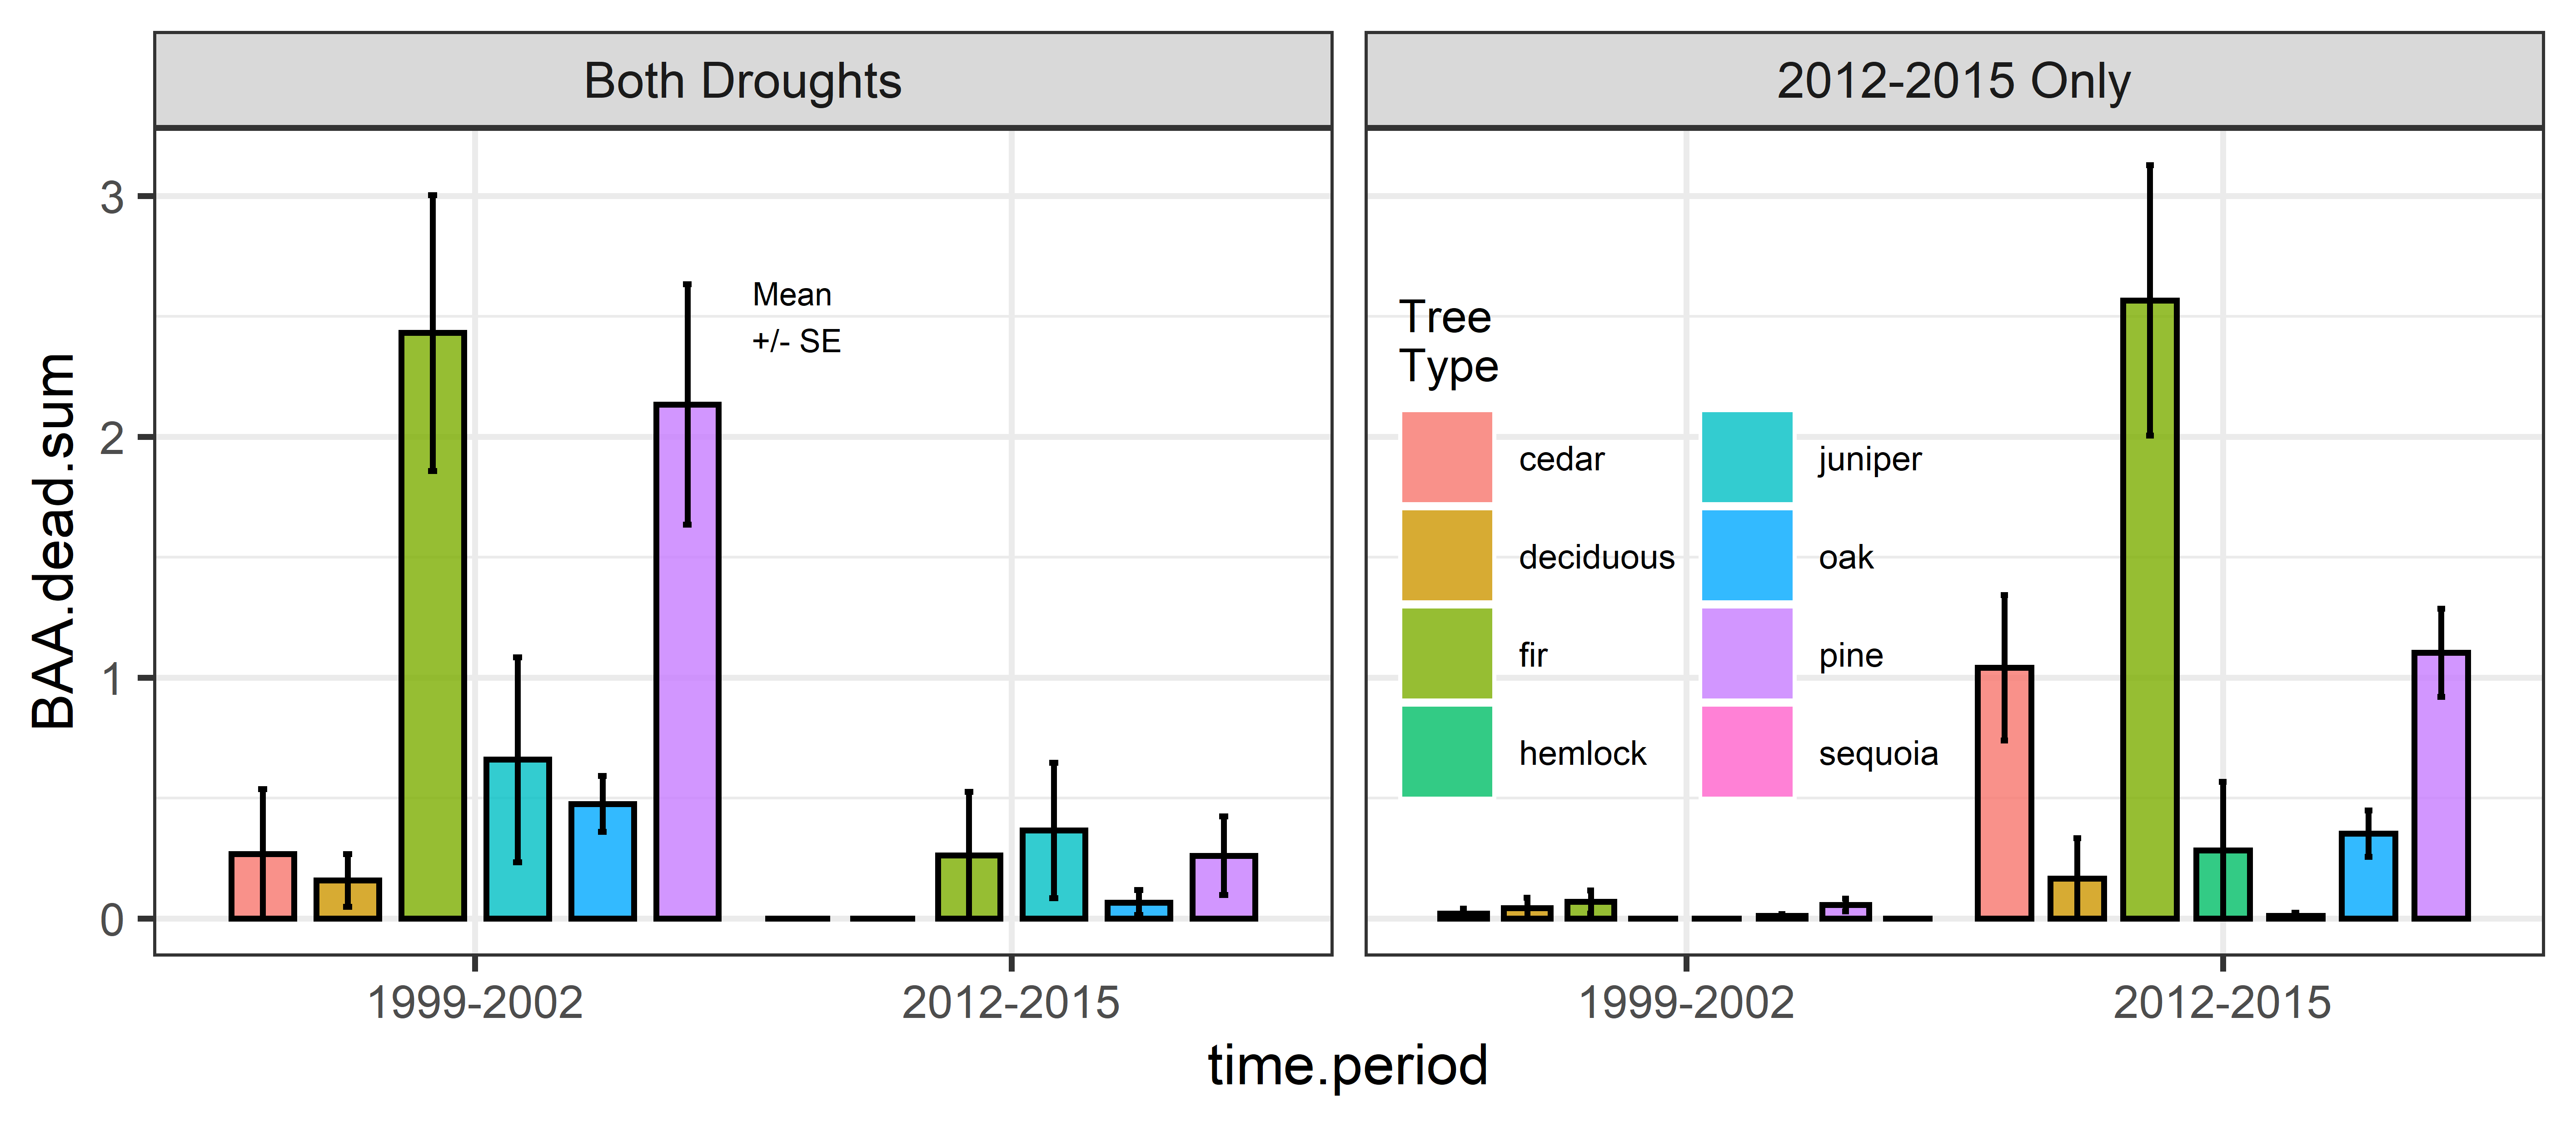 Both Droughts
2012-2015 Only
BAA.dead.sum
3
2
1
0
Mean
+/- SE
Tree
Type
cedar
deciduous
fir
hemlock
juniper
oak
pine
sequoia
1999-2002
2012-2015
1999-2002
2012-2015
time.period